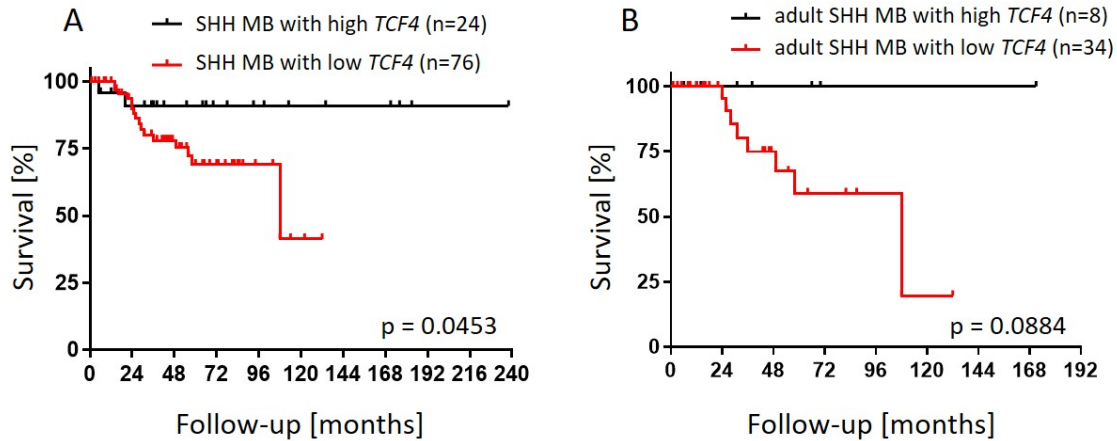 A
SHH MB with high TCF4 (n=24)
SHH MB with low TCF4 (n=76)
Survival [%]
100
75
50
25
0
p = 0.0453
0 24 48 72 96 120 144 168 192 216 240
Follow-up [months]
B
adult SHH MB with high TCF4 (n=8)
adult SHH MB with low TCF4 (n=34)
Survival [%]
100
75
50
25
0
p = 0.0884
0 24 48 72 96 120 144 168 192
Follow-up [months]